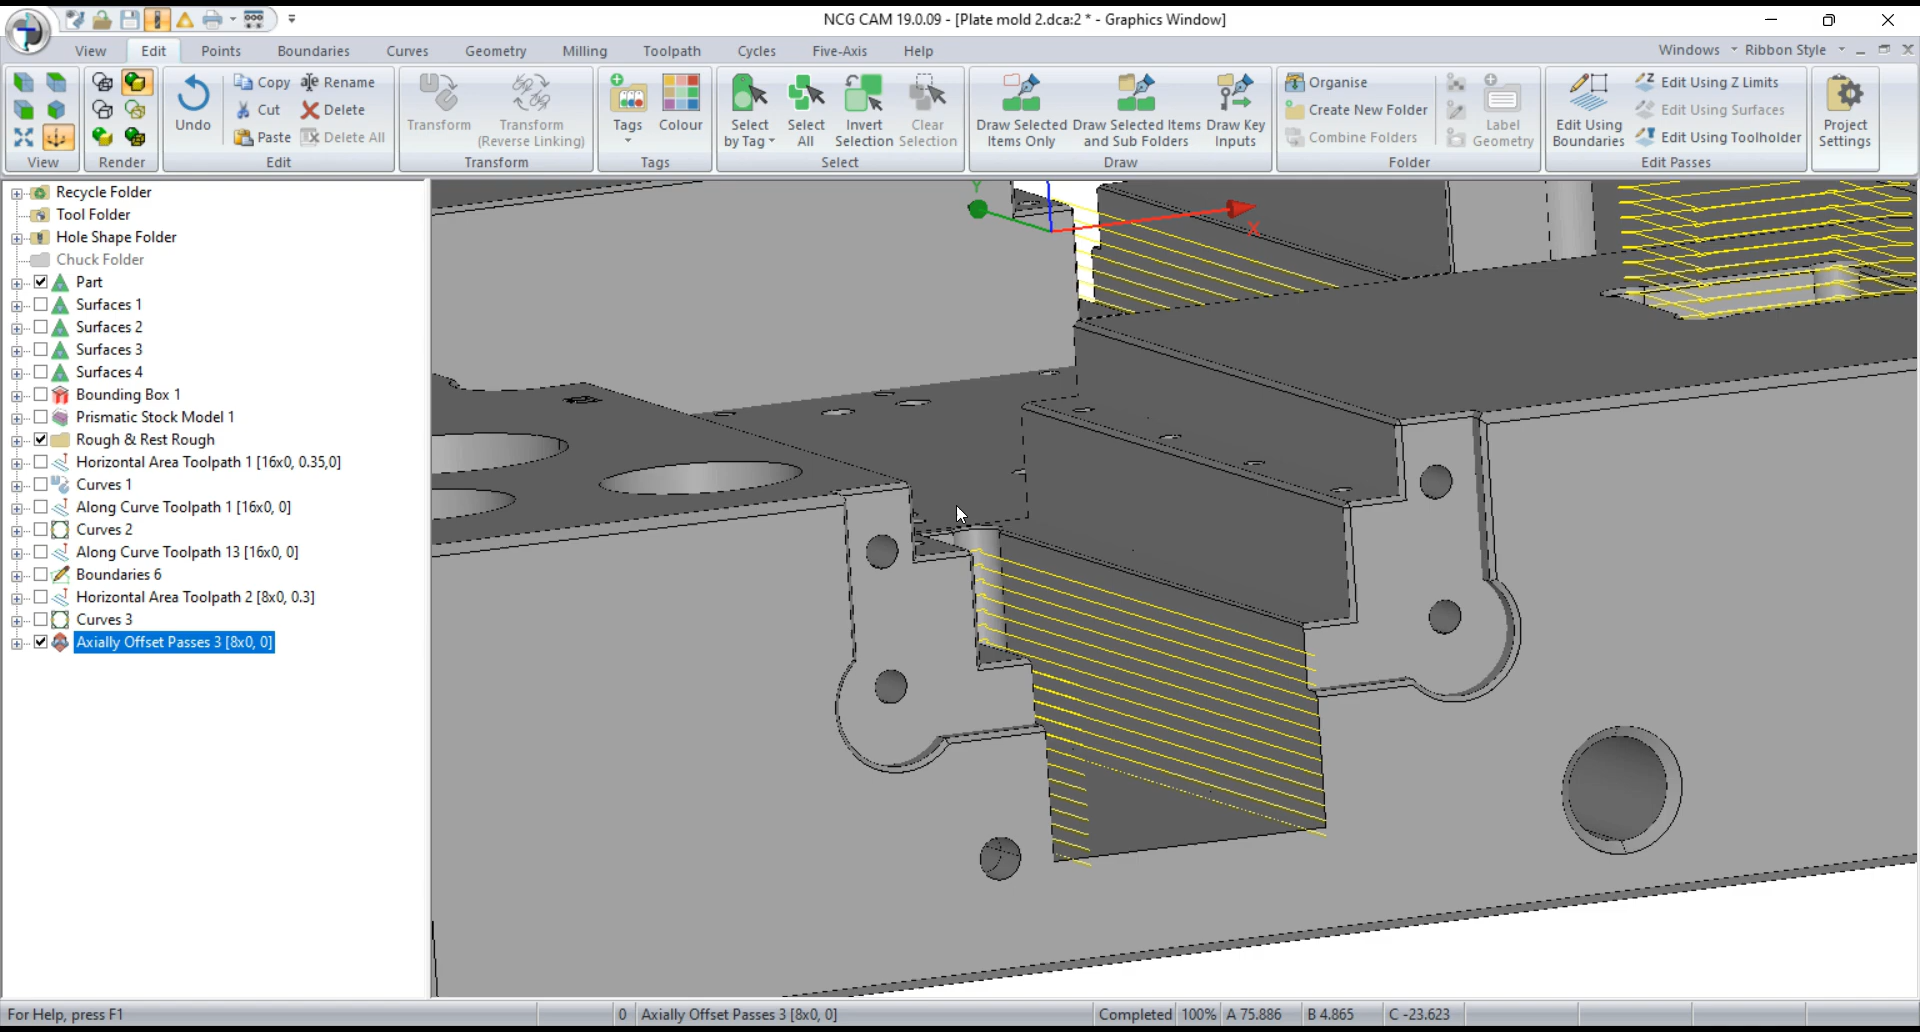 NCG CAM 19.0.09 - [Plate mold 2.dca:2 * - Graphics Window]
View Edit Points Boundaries Curves Geometry Milling Toolpath Cycles Five-Axis Help Windows Ribbon Style
Undo
Copy Rename
Cut Delete
Paste Delete All
Transform
Transform
(Reverse Linking)
Tags
Colour
Select
by Tag
Select
All
Invert
Selection
Clear
Selection
Draw Selected
Items Only
Draw Selected Items
and Sub Folders
Draw Key
Inputs
Organise
Create New Folder
Combine Folders
Label
Geometry
Edit Using
Boundaries
Edit Using Z Limits
Edit Using Surfaces
Edit Using Toolholder
Project
Settings
View Render Edit Transform Tags Select Draw Folder Edit Passes
Recycle Folder
Tool Folder
Hole Shape Folder
Chuck Folder
Part
Surfaces 1
Surfaces 2
Surfaces 3
Surfaces 4
Bounding Box 1
Prismatic Stock Model 1
Rough & Rest Rough
Horizontal Area Toolpath 1 [16x0, 0.35,0]
Curves 1
Along Curve Toolpath 1 [16x0, 0]
Curves 2
Along Curve Toolpath 13 [16x0, 0]
Boundaries 6
Horizontal Area Toolpath 2 [8x0, 0.3]
Curves 3
Axially Offset Passes 3 [8x0, 0]
Y
X
For Help, press F1 0 Axially Offset Passes 3 [8x0, 0] Completed 100% A 75.886 B 4.865 C -23.623